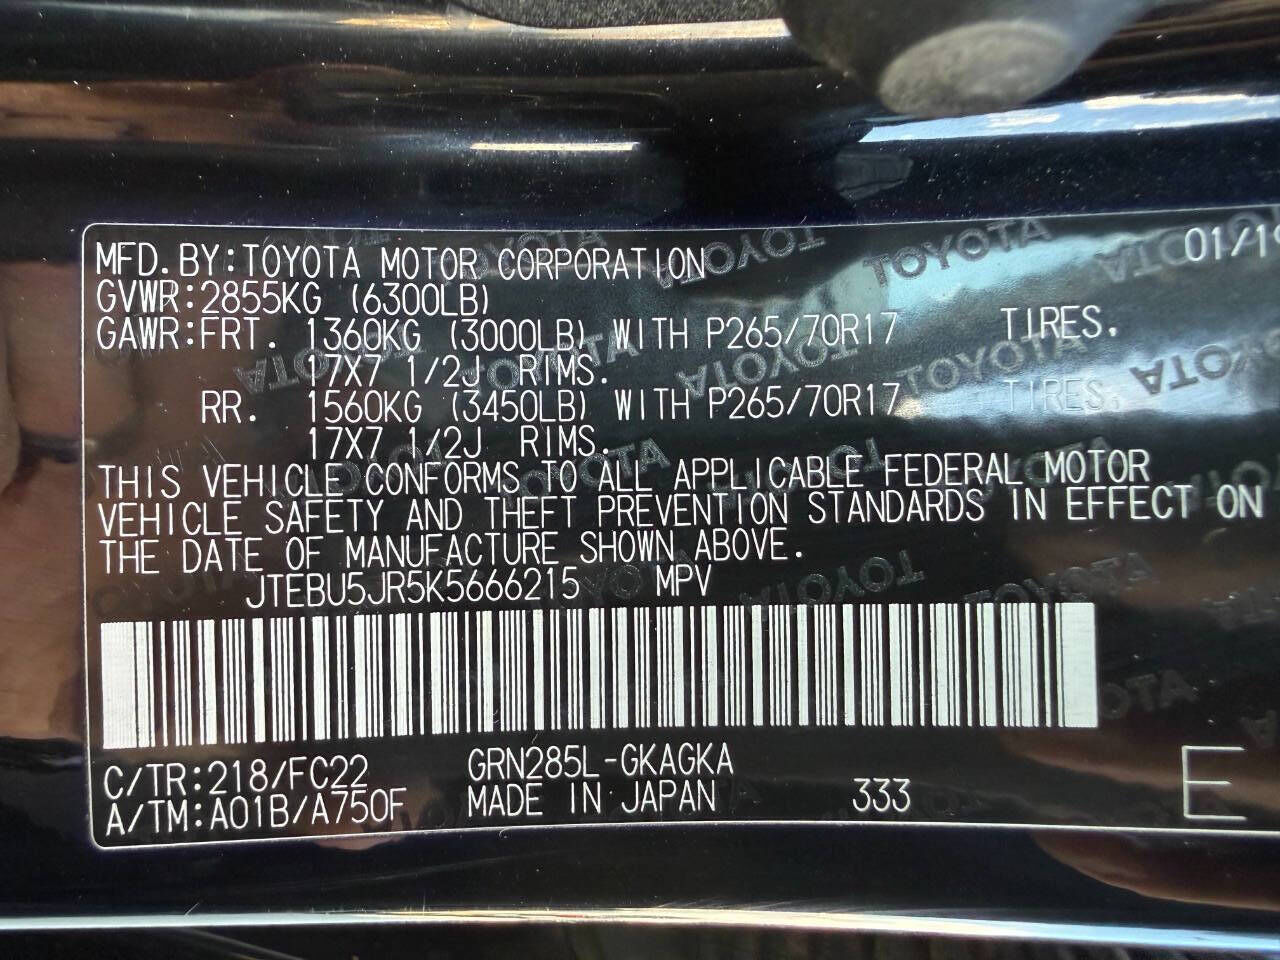 MFD. BY: TOYOTA MOTOR CORPORATION 01/1
GVWR: 2855KG (6300LB)
GAWR: FRT. 1360KG (3000LB) WITH P265/70R17 TIRES,
17X7 1/2J RIMS.
RR. 1560KG (3450LB) WITH P265/70R17 TIRES,
17X7 1/2J RIMS.
THIS VEHICLE CONFORMS TO ALL APPLICABLE FEDERAL MOTOR
VEHICLE SAFETY AND THEFT PREVENTION STANDARDS IN EFFECT ON
THE DATE OF MANUFACTURE SHOWN ABOVE.
JTEBU5JR5K5666215 MPV
C/TR: 218/FC22 GRN285L-GKAGKA
A/TM: A01B/A750F MADE IN JAPAN 333 E